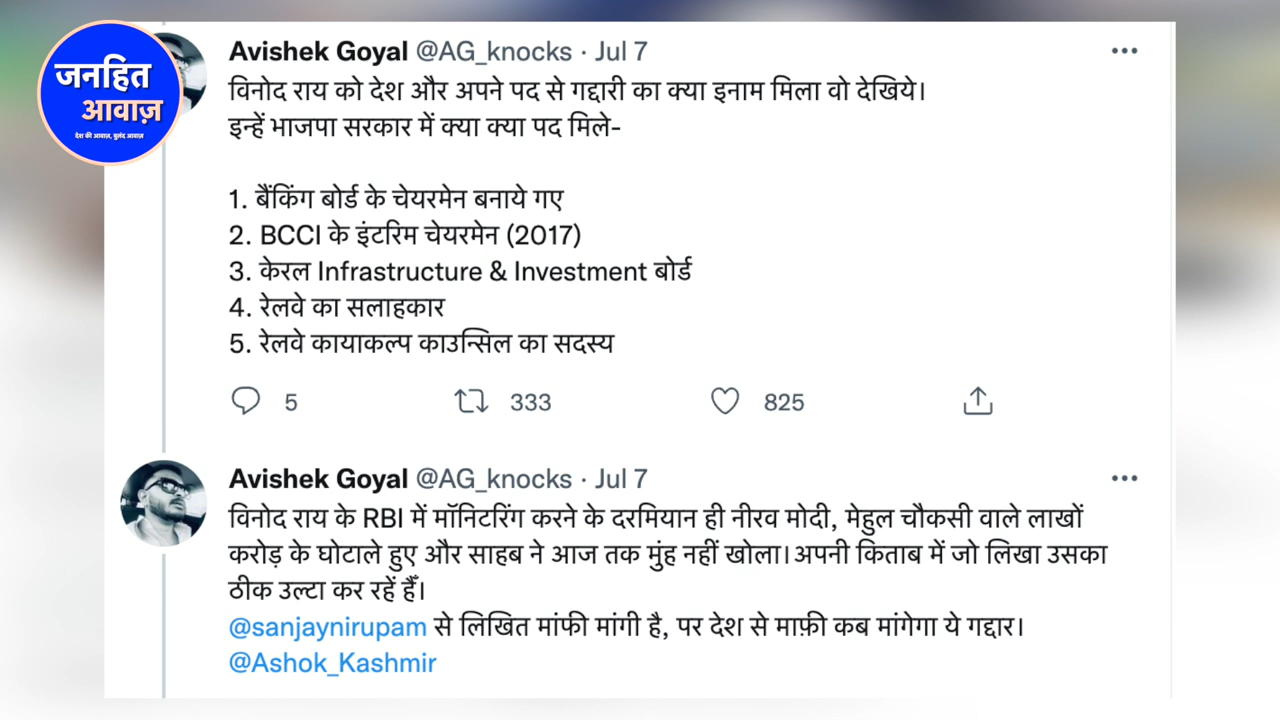 जनहित
आवाज़
देश की आवाज़, बुलंद आवाज़
Avishek Goyal @AG_knocks · Jul 7
विनोद राय को देश और अपने पद से गद्दारी का क्या इनाम मिला वो देखिये।
इन्हें भाजपा सरकार में क्या क्या पद मिले-
1. बैंकिंग बोर्ड के चेयरमेन बनाये गए
2. BCCI के इंटरिम चेयरमेन (2017)
3. केरल Infrastructure & Investment बोर्ड
4. रेलवे का सलाहकार
5. रेलवे कायाकल्प काउन्सिल का सदस्य
5 333 825
Avishek Goyal @AG_knocks · Jul 7
विनोद राय के RBI में मॉनिटरिंग करने के दरमियान ही नीरव मोदी, मेहुल चौकसी वाले लाखों
करोड़ के घोटाले हुए और साहब ने आज तक मुंह नहीं खोला। अपनी किताब में जो लिखा उसका
ठीक उल्टा कर रहें हैँ।
@sanjaynirupam से लिखित मांफी मांगी है, पर देश से माफ़ी कब मांगेगा ये गद्दार।
@Ashok_Kashmir